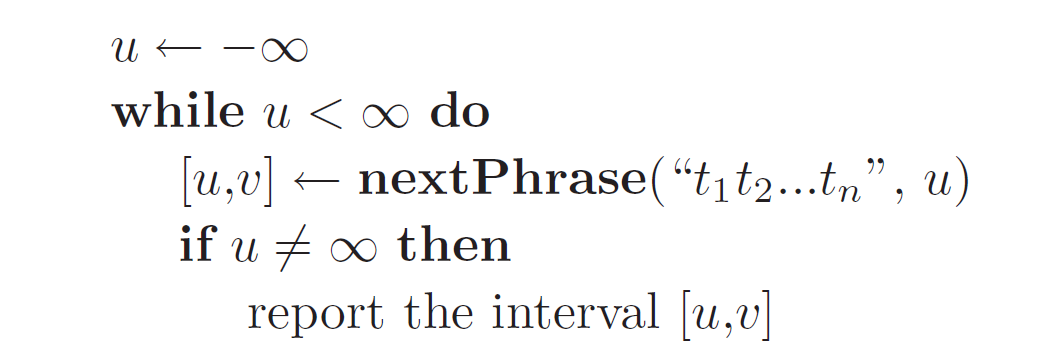 u ← −∞
while u < ∞ do
[u,v] ← nextPhrase(“t₁t₂...tₙ”, u)
if u ≠ ∞ then
report the interval [u,v]